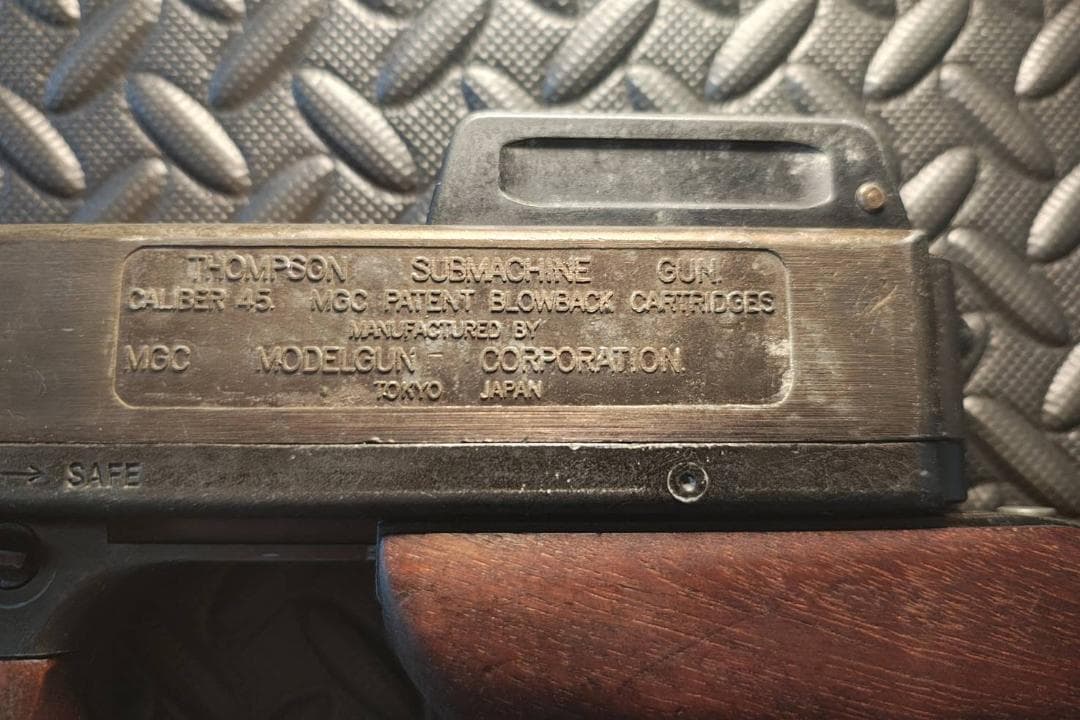 THOMPSON SUBMACHINE GUN.
CALIBER 45. MGC PATENT BLOWBACK CARTRIDGES
MANUFACTURED BY
MGC MODELGUN - CORPORATION.
TOKYO JAPAN
→ SAFE